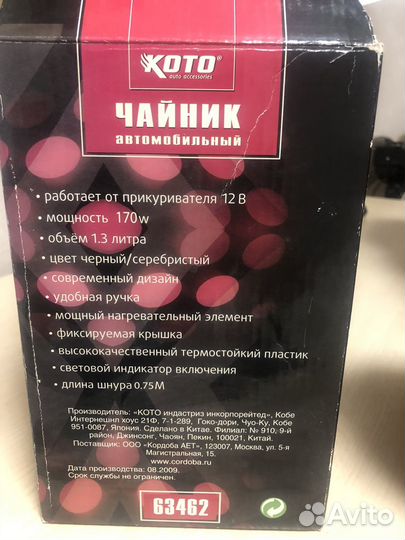 KOTO®
auto accessories
ЧАЙНИК
автомобильный
• работает от прикуривателя 12 В
• мощность 170w
• объём 1.3 литра
• цвет черный/серебристый
• современный дизайн
• удобная ручка
• мощный нагревательный элемент
• фиксируемая крышка
• высококачественный термостойкий пластик
• световой индикатор включения
• длина шнура 0.75М
Производитель: «КОТО индастриз инкорпорейтед», Кобе
Интернешнл хоус 21Ф, 7-1-289, Гоко-дори, Чуо-Ку, Кобе
951-0087, Япония. Сделано в Китае. Филиал: № 910, 9-й
район, Джинсонг, Чаоян, Пекин, 100021, Китай.
Поставщик: ООО «Кордоба АЕТ», 123007, Москва, ул. 5-я
Магистральная, 15.
www.cordoba.ru
Дата производства: 08.2009.
Срок службы не ограничен.
63462
Avito